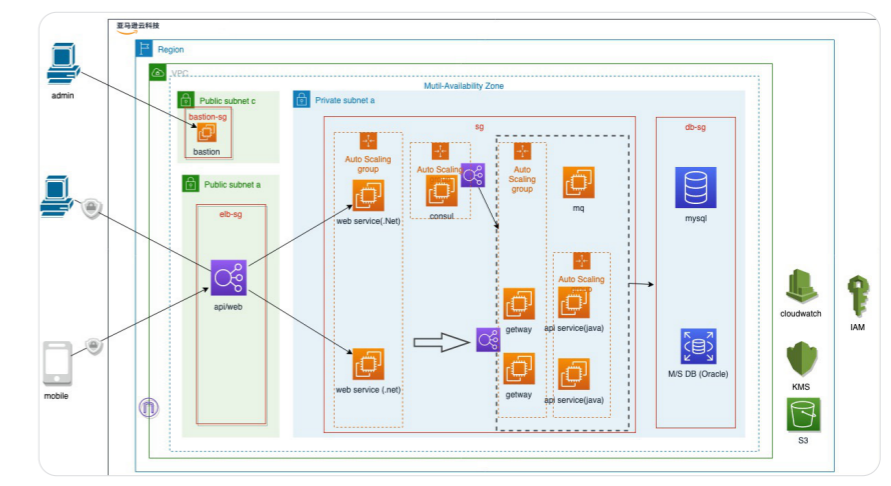 亚马逊云科技
Region
VPC
Mutil-Availability Zone
Public subnet c
Private subnet a
bastion-sg
bastion
admin
Public subnet a
elb-sg
api/web
mobile
sg
Auto Scaling
group
web service(.Net)
web service (.net)
Auto Scaling
consul
Auto
Scaling
group
mq
Auto Scaling
getway
api service(java)
getway
api service(java)
db-sg
mysql
M/S DB (Oracle)
cloudwatch
IAM
KMS
S3